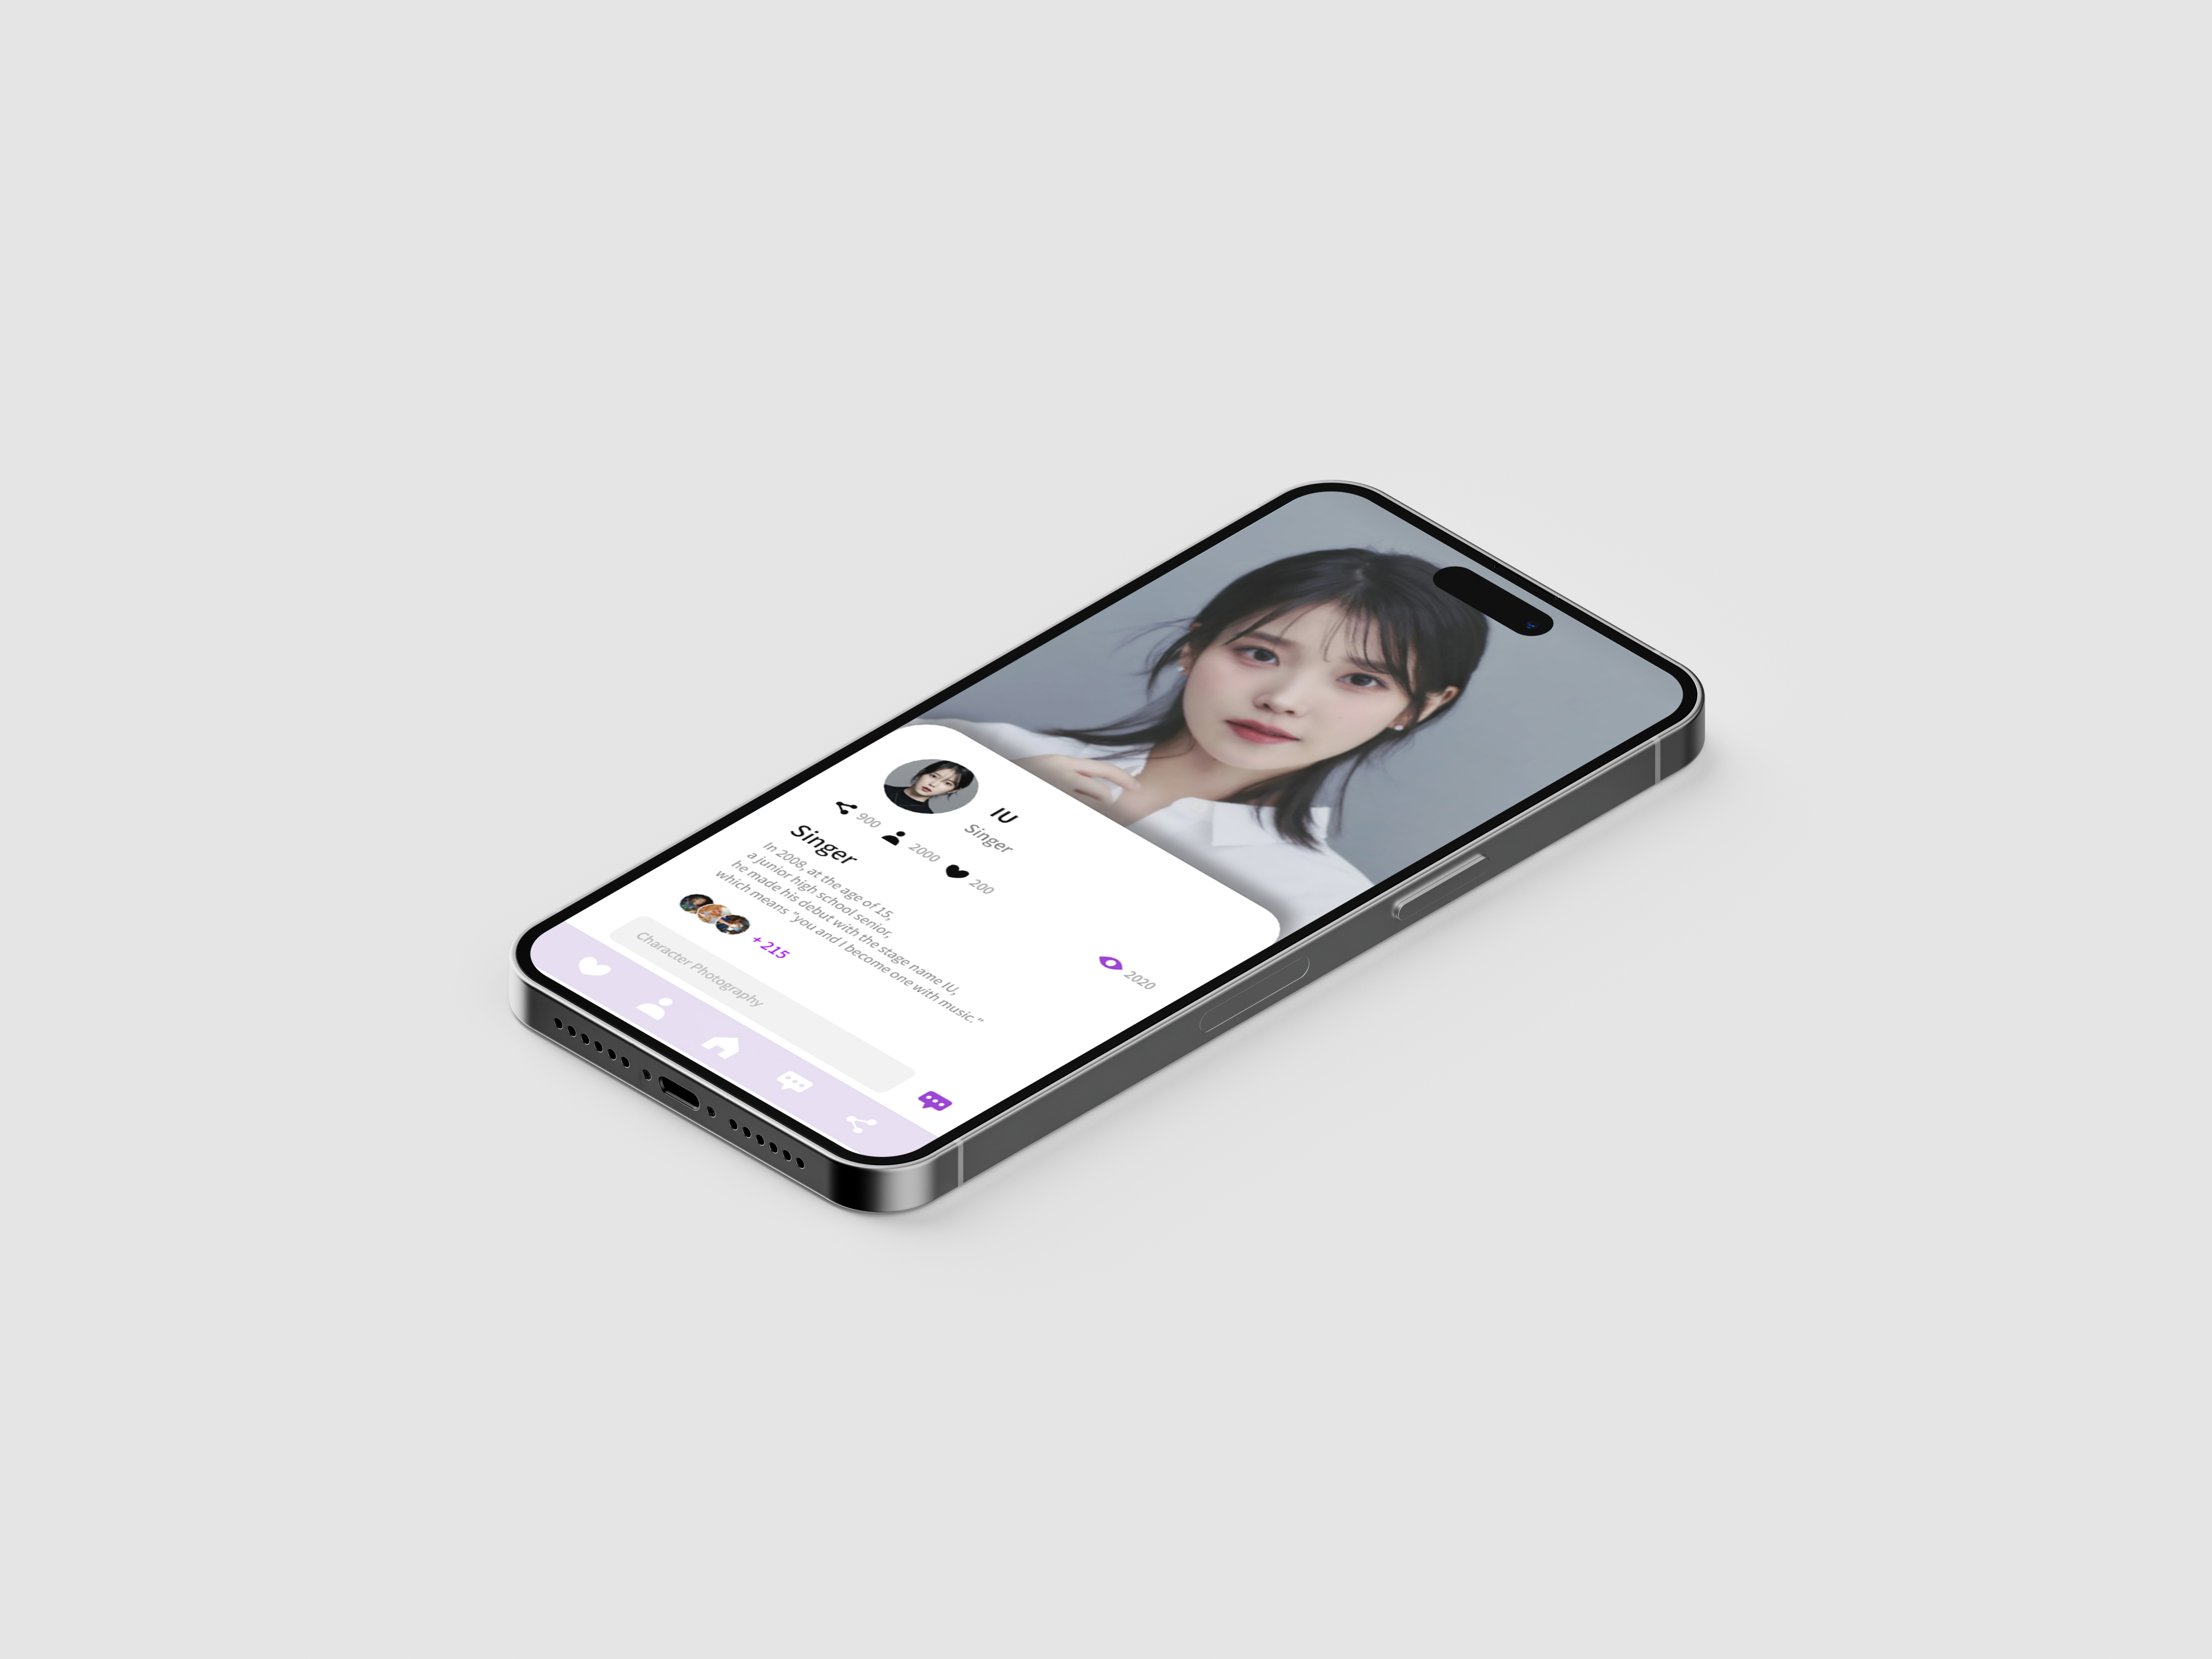 IU
Singer
900
2000
200
Singer
In 2008, at the age of 15,
a junior high school senior,
he made his debut with the stage name IU,
which means "you and I become one with music."
2020
+215
Character Photography